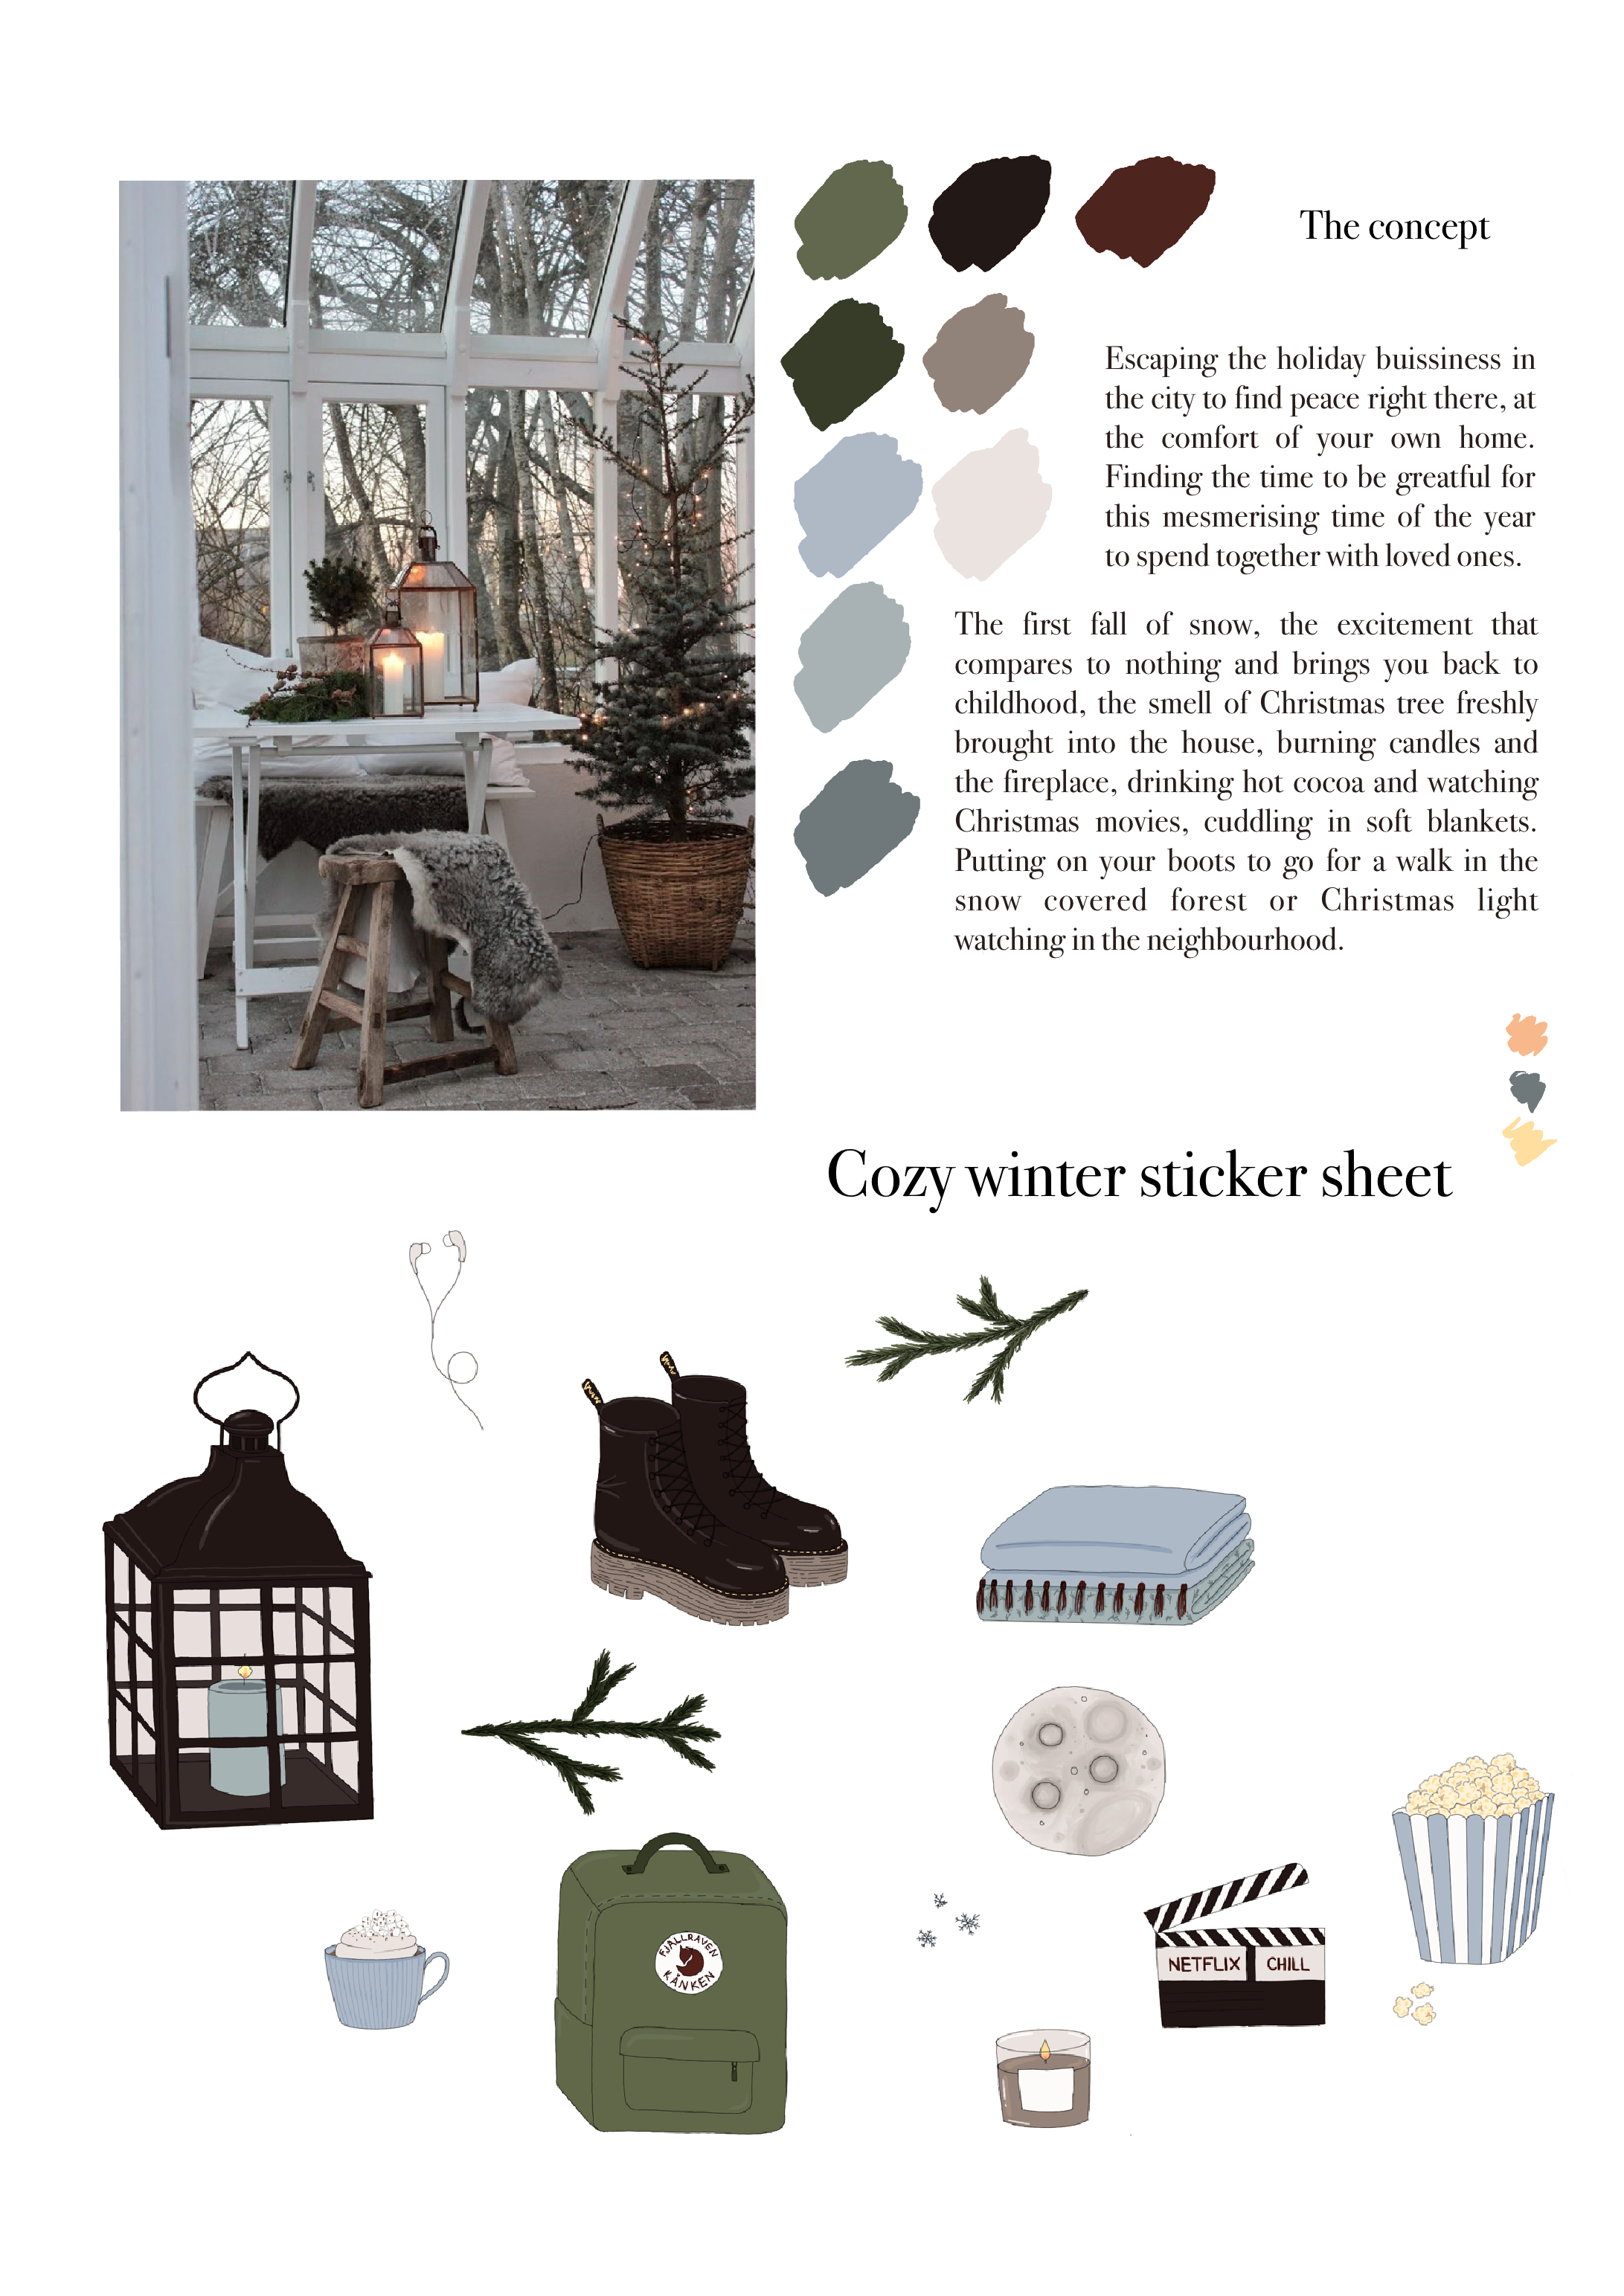 The concept
Escaping the holiday buissiness in
the city to find peace right there, at
the comfort of your own home.
Finding the time to be greatful for
this mesmerising time of the year
to spend together with loved ones.
The first fall of snow, the excitement that
compares to nothing and brings you back to
childhood, the smell of Christmas tree freshly
brought into the house, burning candles and
the fireplace, drinking hot cocoa and watching
Christmas movies, cuddling in soft blankets.
Putting on your boots to go for a walk in the
snow covered forest or Christmas light
watching in the neighbourhood.
Cozy winter sticker sheet
FJALLRAVEN
KÅNKEN
NETFLIX CHILL